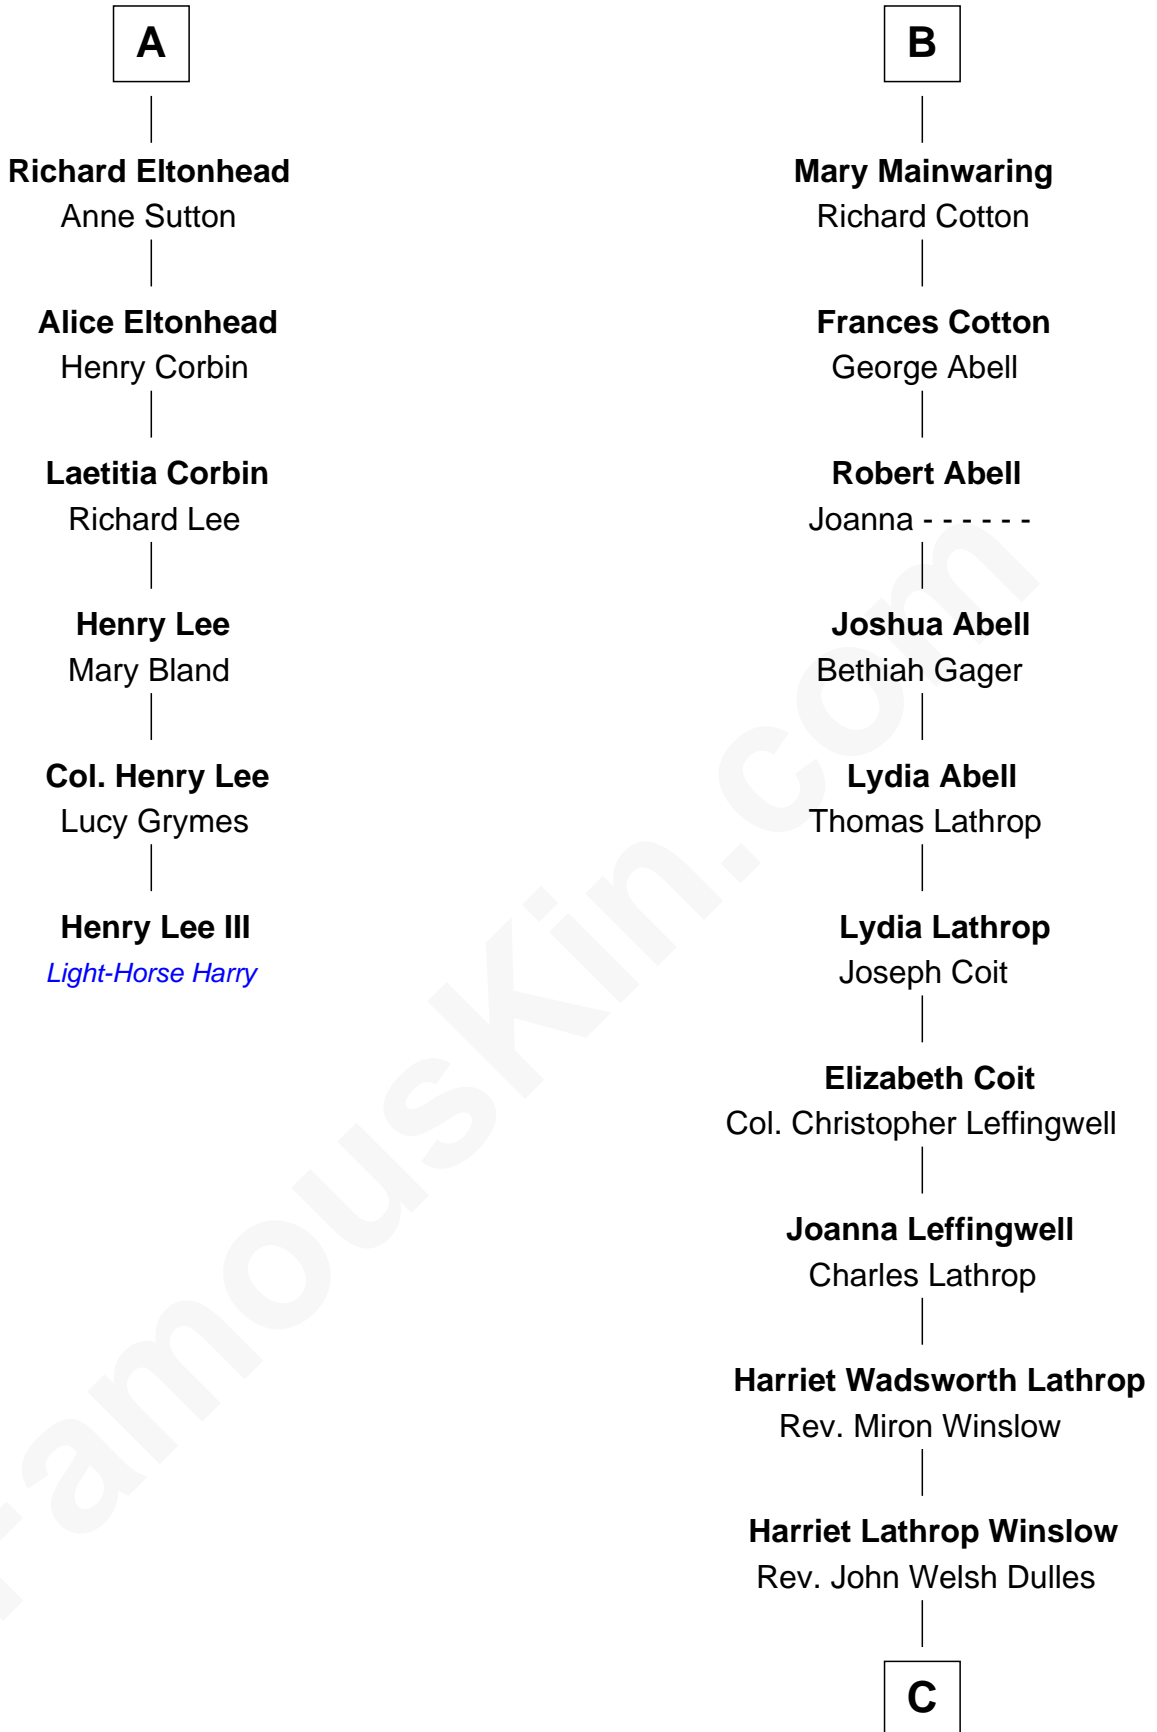 A
Richard Eltonhead
Anne Sutton
Alice Eltonhead
Henry Corbin
Laetitia Corbin
Richard Lee
Henry Lee
Mary Bland
Col. Henry Lee
Lucy Grymes
Henry Lee III
Light-Horse Harry
B
Mary Mainwaring
Richard Cotton
Frances Cotton
George Abell
Robert Abell
Joanna - - - - - -
Joshua Abell
Bethiah Gager
Lydia Abell
Thomas Lathrop
Lydia Lathrop
Joseph Coit
Elizabeth Coit
Col. Christopher Leffingwell
Joanna Leffingwell
Charles Lathrop
Harriet Wadsworth Lathrop
Rev. Miron Winslow
Harriet Lathrop Winslow
Rev. John Welsh Dulles
C
FamousKin.com